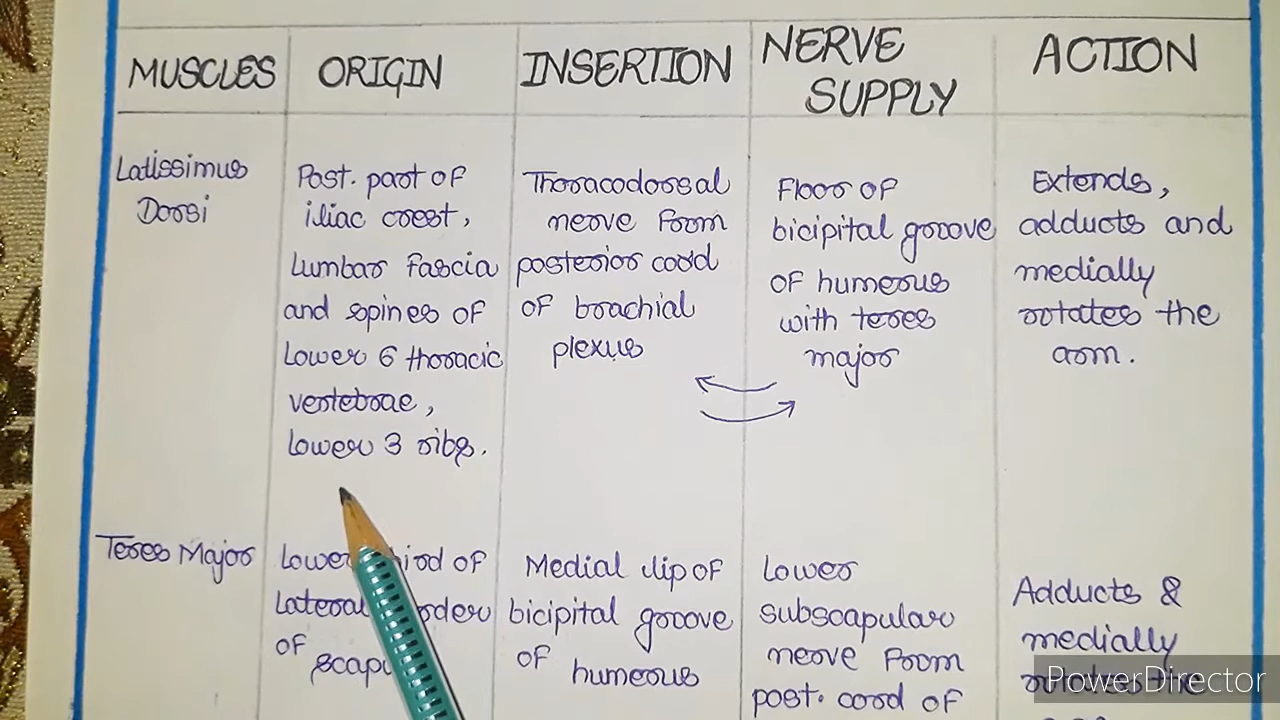 MUSCLES
ORIGIN
INSERTION
NERVE
SUPPLY
ACTION
Latissimus
Dorsi
Post. part of
iliac crest,
Lumbar fascia
and spines of
Lower 6 thoracic
vertebrae,
Lower 3 ribs.
Thoracodorsal
nerve from
posterior cord
of brachial
plexus
Floor of
bicipital groove
of humerus
with teres
major
Extends,
adducts and
medially
rotates the
arm.
Teres Major
of
Lateral
of
Medial lip of
bicipital groove
of humerus
Lower
subscapular
nerve from
post. cord of
Adducts &
medially
rotates the
PowerDirector